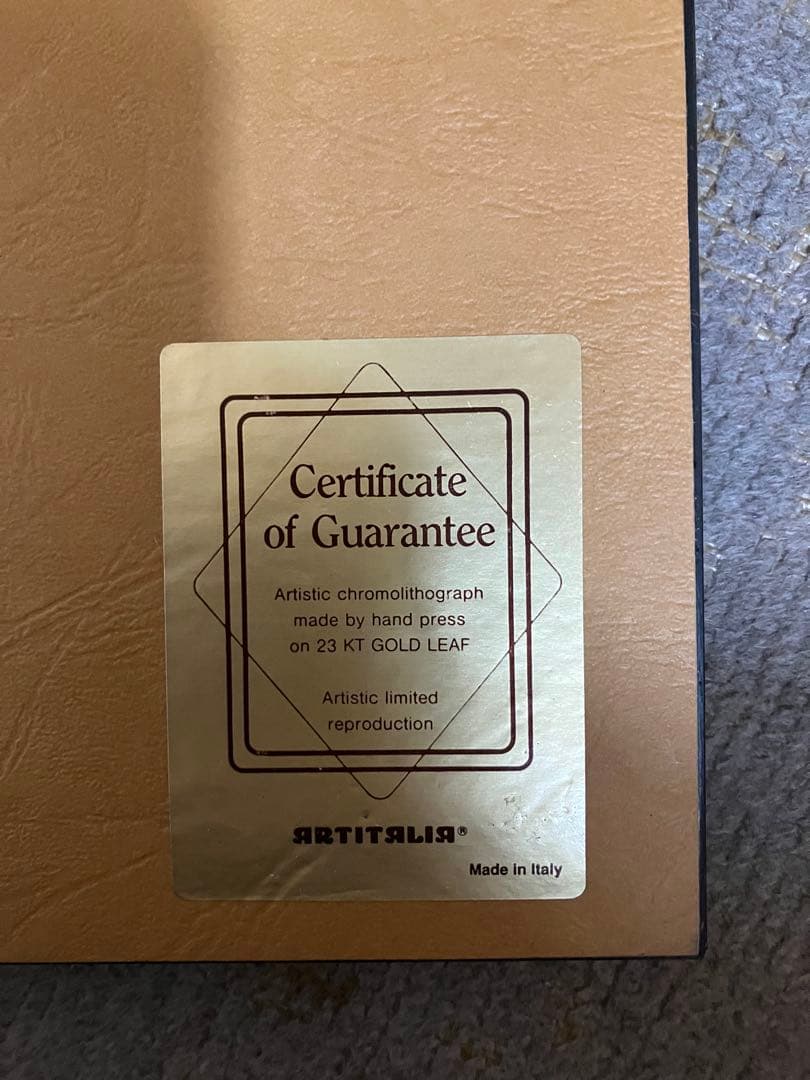 Certificate
of Guarantee
Artistic chromolithograph
made by hand press
on 23 KT GOLD LEAF
Artistic limited
reproduction
ARTITALIA®
Made in Italy